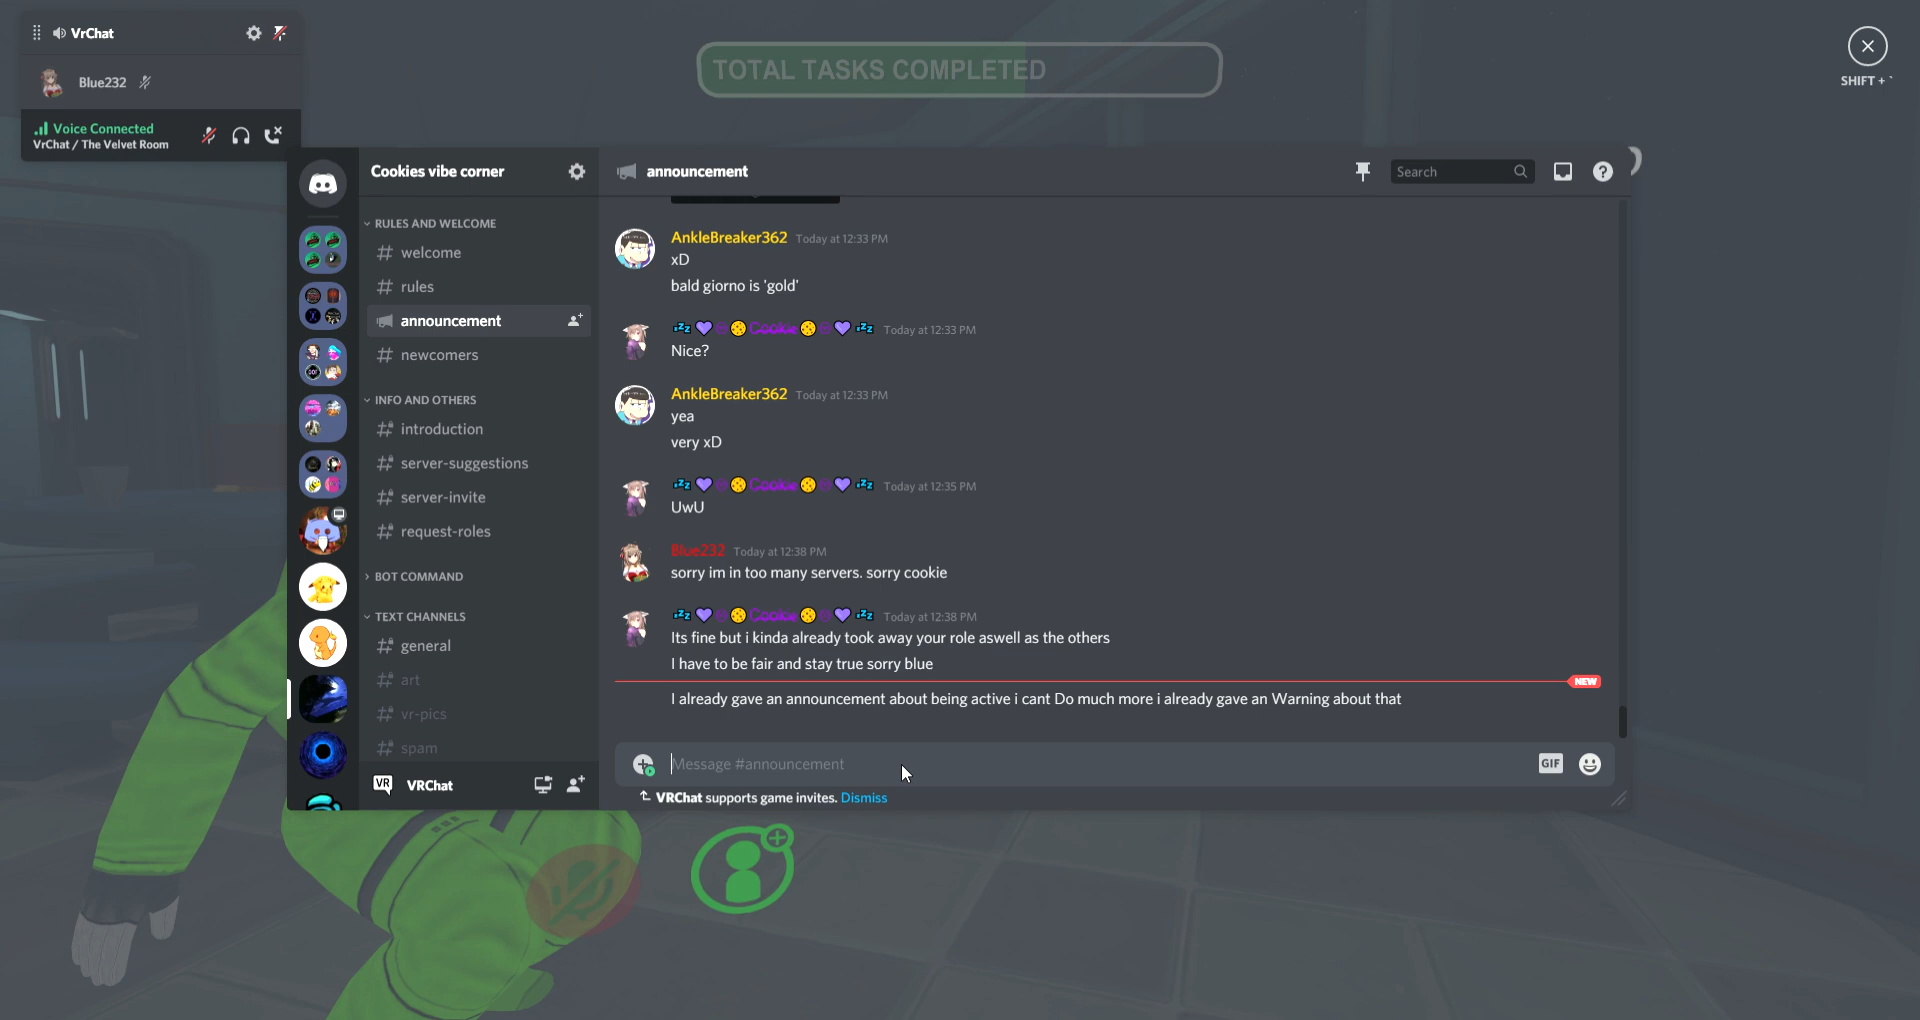 VrChat
Blue232
Voice Connected
VrChat / The Velvet Room
TOTAL TASKS COMPLETED
SHIFT + `
Cookies vibe corner
RULES AND WELCOME
welcome
rules
announcement
newcomers
INFO AND OTHERS
introduction
server-suggestions
server-invite
request-roles
BOT COMMAND
TEXT CHANNELS
general
art
vr-pics
spam
VR
VRChat
announcement
Search
AnkleBreaker362 Today at 12:33 PM
xD
bald giorno is 'gold'
💤💜🍪Cookie🍪💜💤 Today at 12:33 PM
Nice?
AnkleBreaker362 Today at 12:33 PM
yea
very xD
💤💜🍪Cookie🍪💜💤 Today at 12:35 PM
UwU
Blue232 Today at 12:38 PM
sorry im in too many servers. sorry cookie
💤💜🍪Cookie🍪💜💤 Today at 12:38 PM
Its fine but i kinda already took away your role aswell as the others
I have to be fair and stay true sorry blue
NEW
I already gave an announcement about being active i cant Do much more i already gave an Warning about that
Message #announcement
GIF
VRChat supports game invites. Dismiss